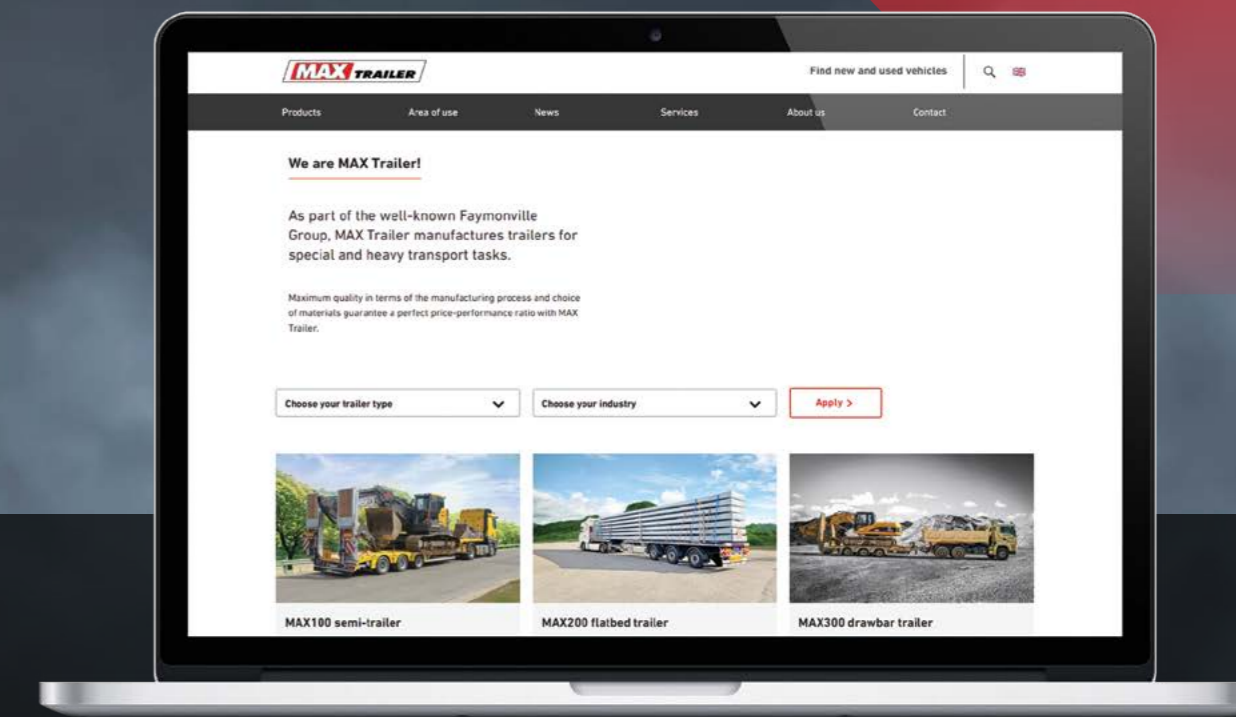 MAX TRAILER
Find new and used vehicles
Products Area of use News Services About us Contact
We are MAX Trailer!
As part of the well-known Faymonville
Group, MAX Trailer manufactures trailers for
special and heavy transport tasks.
Maximum quality in terms of the manufacturing process and choice
of materials guarantee a perfect price-performance ratio with MAX
Trailer.
Choose your trailer type Choose your industry Apply >
MAX100 semi-trailer MAX200 flatbed trailer MAX300 drawbar trailer